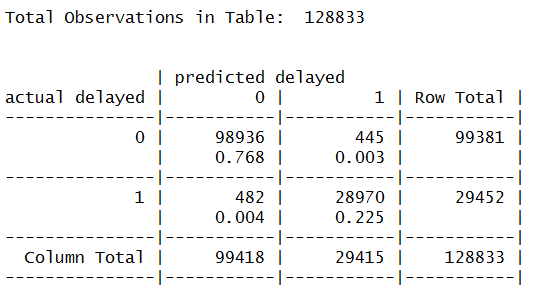 Total Observations in Table:  128833
             | predicted delayed
actual delayed |         0 |         1 | Row Total |
---------------|-----------|-----------|-----------|
             0 |     98936 |       445 |     99381 |
               |     0.768 |     0.003 |           |
---------------|-----------|-----------|-----------|
             1 |       482 |     28970 |     29452 |
               |     0.004 |     0.225 |           |
---------------|-----------|-----------|-----------|
  Column Total |     99418 |     29415 |    128833 |
---------------|-----------|-----------|-----------|